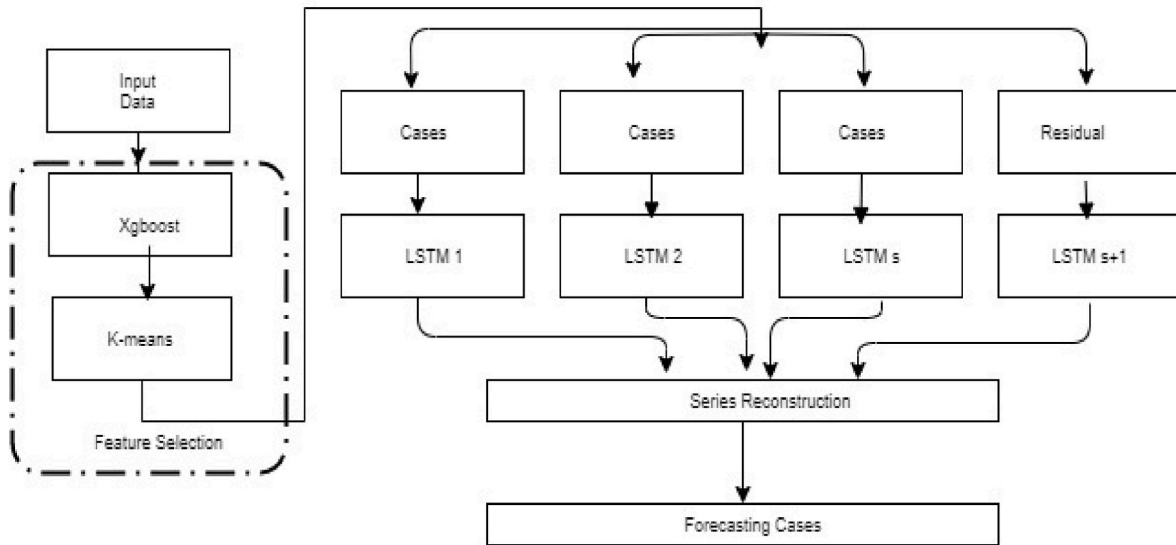 Input
Data
Xgboost
K-means
Feature Selection
Cases
Cases
Cases
Residual
LSTM 1
LSTM 2
LSTM s
LSTM s+1
Series Reconstruction
Forecasting Cases